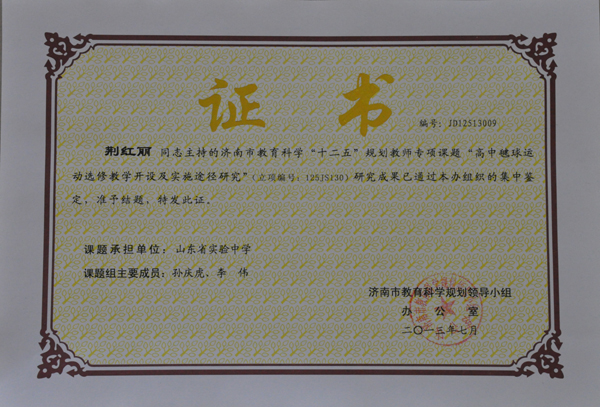 证 书
编号：JD12513009
荆红丽 同志主持的济南市教育科学“十二五”规划教师专项课题“高中毽球运
动选修教学开设及实施途径研究”（立项编号：125JSJ30）研究成果已通过本办组织的集中鉴
定，准予结题，特发此证。
课题承担单位：山东省实验中学
课题组主要成员：孙庆虎、李 伟
济南市教育科学规划领导小组
办 公 室
二〇一三年七月